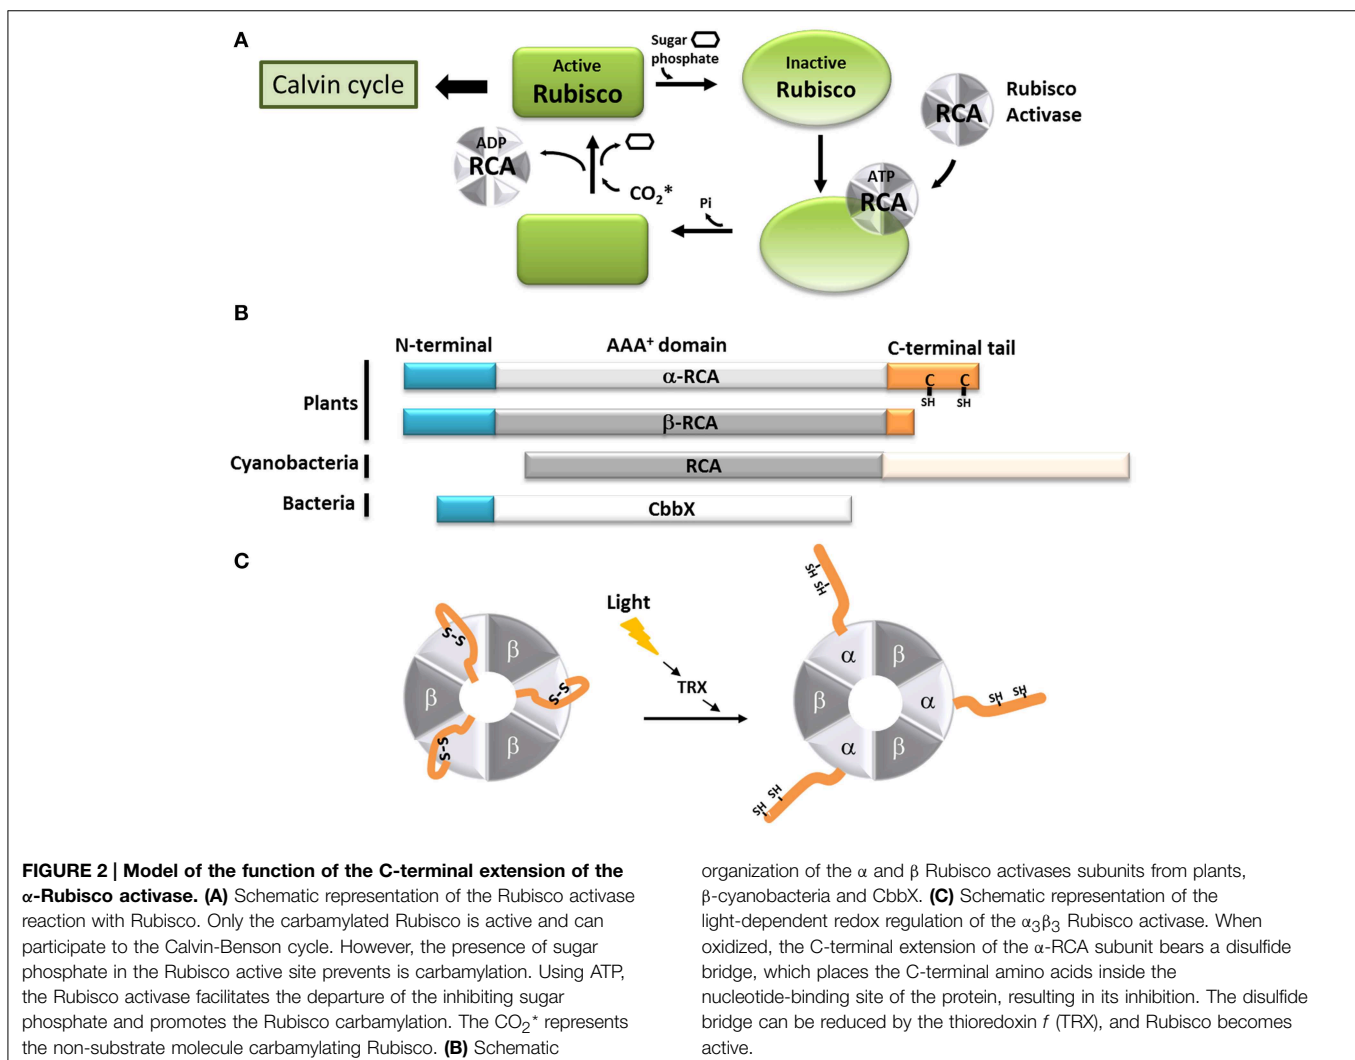 A
Calvin cycle
Active
Rubisco
Sugar
phosphate
Inactive
Rubisco
RCA
Rubisco
Activase
ADP
RCA
CO2*
Pi
ATP
RCA
B
N-terminal
AAA+ domain
C-terminal tail
Plants
α-RCA
C C
SH SH
β-RCA
Cyanobacteria
RCA
Bacteria
CbbX
C
S-S
β
β
S-S
S-S
β
Light
TRX
SH SH
α
β
β
α
SH SH
α
β
SH SH
FIGURE 2 | Model of the function of the C-terminal extension of the
α-Rubisco activase. (A) Schematic representation of the Rubisco activase
reaction with Rubisco. Only the carbamylated Rubisco is active and can
participate to the Calvin-Benson cycle. However, the presence of sugar
phosphate in the Rubisco active site prevents is carbamylation. Using ATP,
the Rubisco activase facilitates the departure of the inhibiting sugar
phosphate and promotes the Rubisco carbamylation. The CO2* represents
the non-substrate molecule carbamylating Rubisco. (B) Schematic
organization of the α and β Rubisco activases subunits from plants,
β-cyanobacteria and CbbX. (C) Schematic representation of the
light-dependent redox regulation of the α3β3 Rubisco activase. When
oxidized, the C-terminal extension of the α-RCA subunit bears a disulfide
bridge, which places the C-terminal amino acids inside the
nucleotide-binding site of the protein, resulting in its inhibition. The disulfide
bridge can be reduced by the thioredoxin f (TRX), and Rubisco becomes
active.